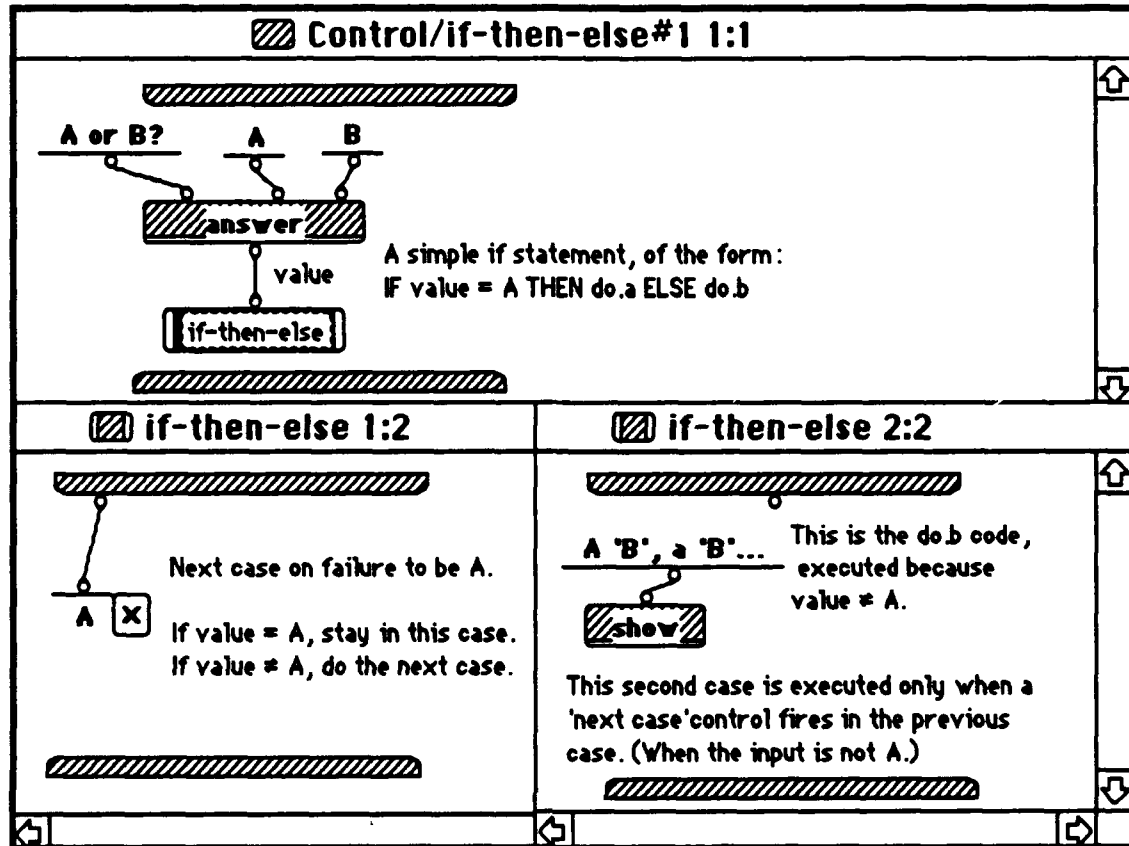 Control/if-then-else#1 1:1
A or B?
A
B
answer
value
A simple if statement, of the form:
IF value = A THEN do.a ELSE do.b
if-then-else
if-then-else 1:2
Next case on failure to be A.
A
X
If value = A, stay in this case.
If value ≠ A, do the next case.
if-then-else 2:2
A "B", a "B"...
This is the do.b code,
executed because
value ≠ A.
show
This second case is executed only when a
'next case'control fires in the previous
case. (When the input is not A.)